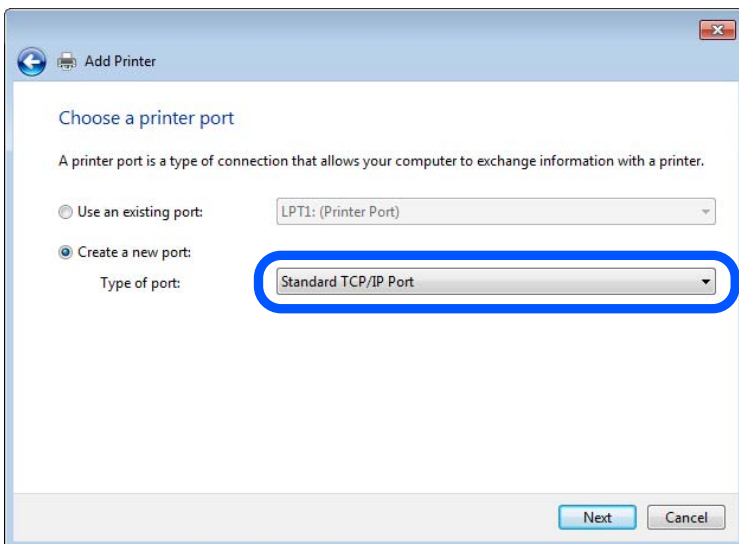 Add Printer
Choose a printer port
A printer port is a type of connection that allows your computer to exchange information with a printer.
Use an existing port: LPT1: (Printer Port)
Create a new port:
Type of port: Standard TCP/IP Port
Next Cancel